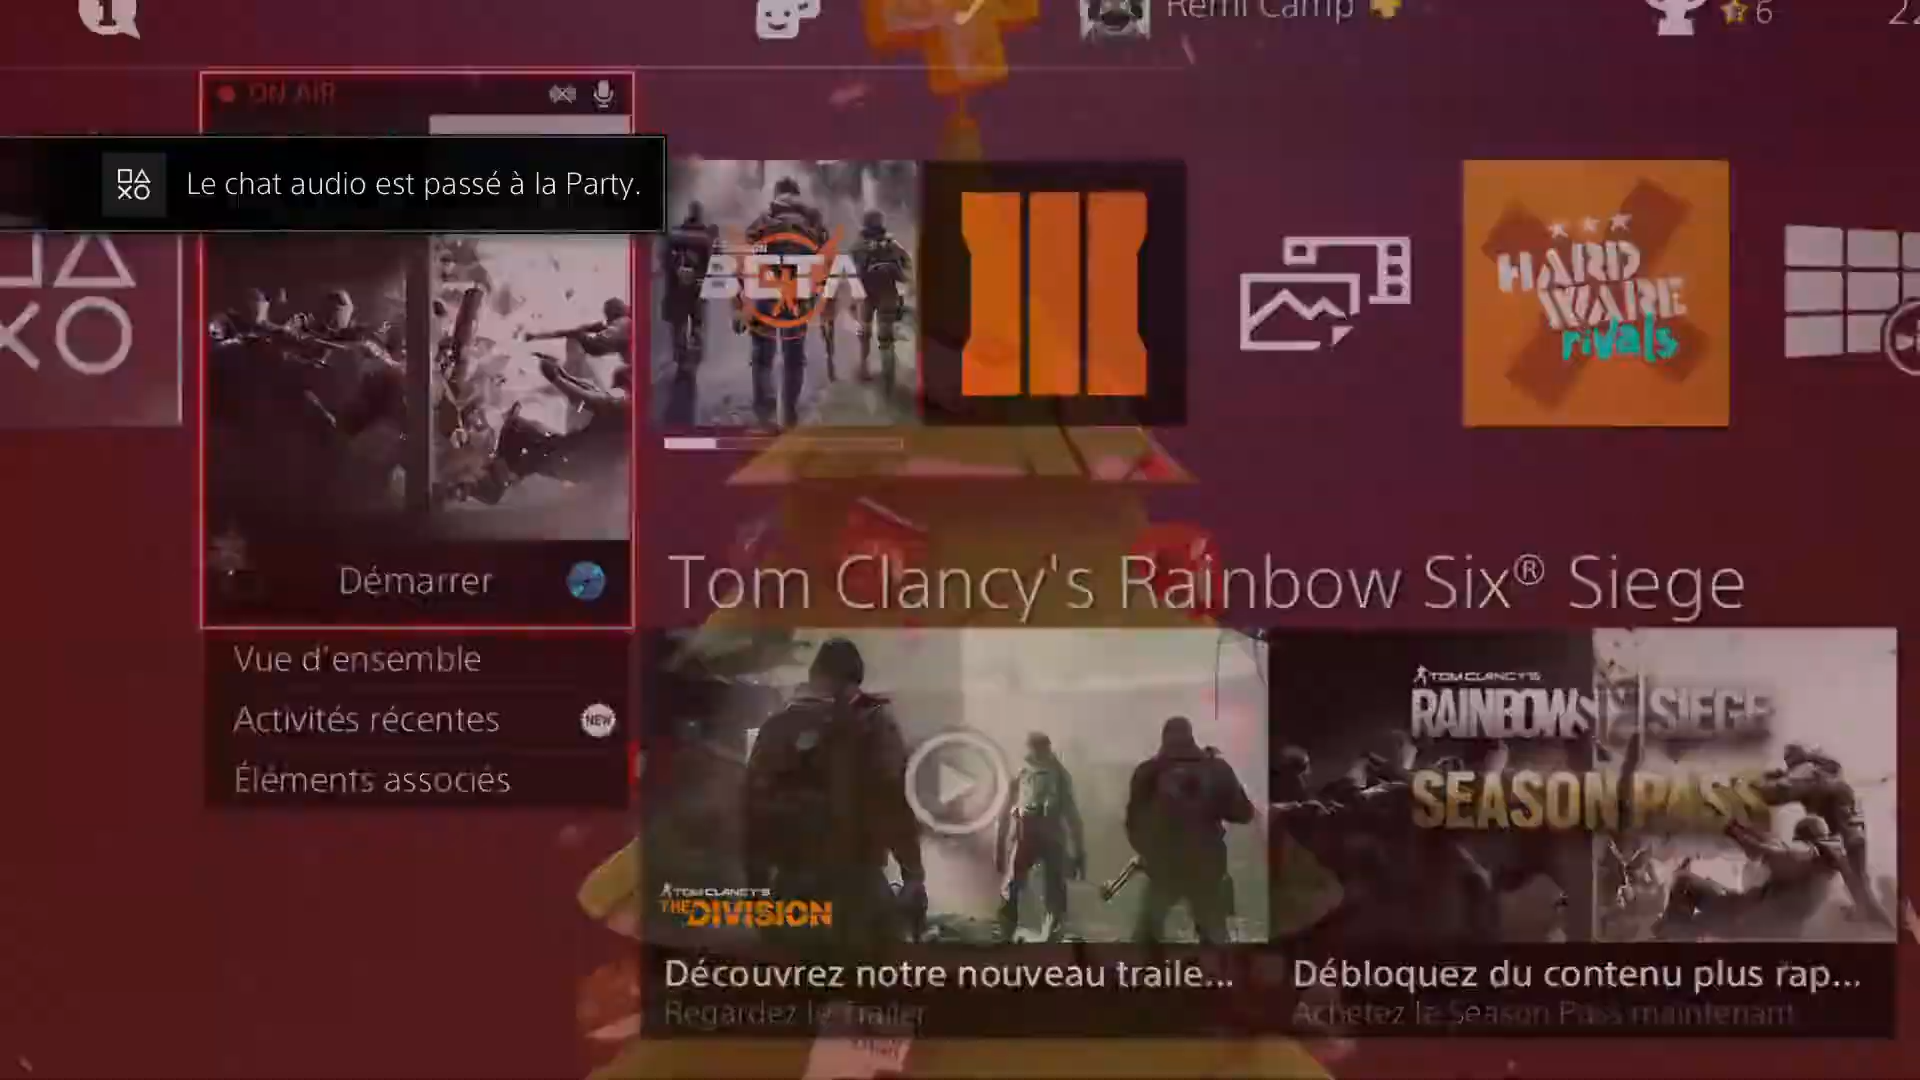 1
Rémi Camp
6
ON AIR
Le chat audio est passé à la Party.
BETA
HARD
WARE
rivals
Démarrer
Tom Clancy's Rainbow Six® Siege
Vue d'ensemble
Activités récentes
NEW
Éléments associés
TOM CLANCY'S
THE DIVISION
TOM CLANCY'S
RAINBOW SIX | SIEGE
SEASON PASS
Découvrez notre nouveau traile...
Regardez le Trailer
Débloquez du contenu plus rap...
Achetez le Season Pass maintenant